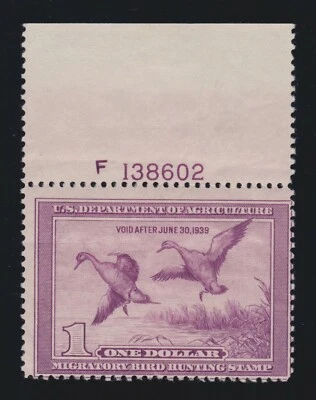 F 138602
U.S. DEPARTMENT OF AGRICULTURE
VOID AFTER JUNE 30, 1939
1
ONE DOLLAR
MIGRATORY BIRD HUNTING STAMP